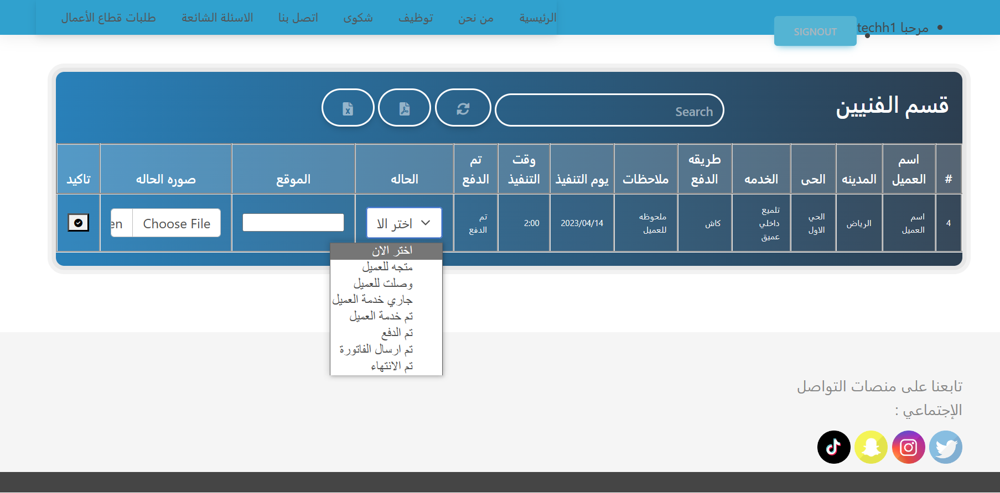 الرئيسية
من نحن
توظيف
شكوى
اتصل بنا
الاسئلة الشائعة
طلبات قطاع الأعمال
مرحبا techh1
SIGNOUT
قسم الفنيين
Search
#
اسم
العميل
المدينه
الحى
الخدمه
طريقه
الدفع
ملاحظات
يوم التنفيذ
وقت
التنفيذ
تم
الدفع
الحاله
الموقع
صوره الحاله
تاكيد
4
اسم
العميل
الرياض
الحي
الاول
تلميع
داخلي
عميق
كاش
ملحوظه
للعميل
2023/04/14
2:00
تم
الدفع
اختر الا
Choose File
en
اختر الان
متجه للعميل
وصلت للعميل
جاري خدمة العميل
تم خدمة العميل
تم الدفع
تم ارسال الفاتورة
تم الانتهاء
تابعنا على منصات التواصل
الإجتماعي :